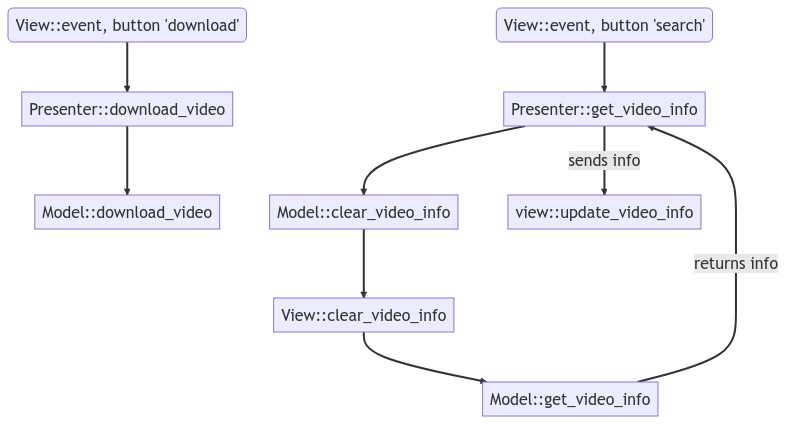 View::event, button 'download'
View::event, button 'search'
Presenter::download_video
Presenter::get_video_info
sends info
Model::download_video
Model::clear_video_info
view::update_video_info
returns info
View::clear_video_info
Model::get_video_info